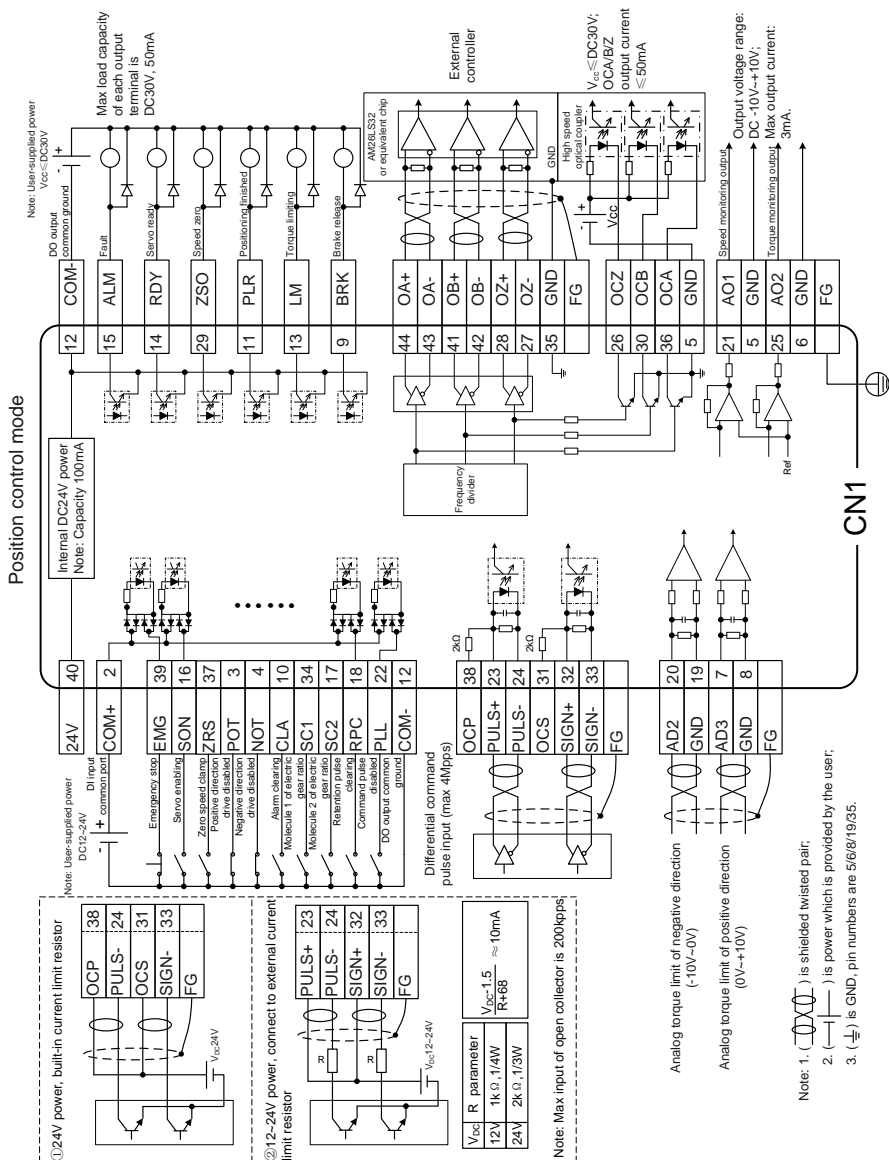 Position control mode
①24V power, built-in current limit resistor
OCP 38
PULS- 24
OCS 31
SIGN- 33
FG
VDC24V
②12~24V power, connect to external current
limit resistor
PULS+ 23
PULS- 24
SIGN+ 32
SIGN- 33
FG
R
R
VDC12~24V
VDC R parameter
12V 1kΩ,1/4W
24V 2kΩ,1/3W
VDC-1.5
R+68
≈10mA
Note: Max input of open collector is 200kpps
Note: User-supplied power
DC12~24V
- +
DI input
common port
24V 40
COM+ 2
Emergency stop EMG 39
Servo enabling SON 16
Zero speed clamp ZRS 37
Positive direction
drive disabled POT 3
Negative direction
drive disabled NOT 4
Alarm clearing CLA 10
Molecule 1 of electric
gear ratio SC1 34
Molecule 2 of electric
gear ratio SC2 17
Retention pulse
clearing RPC 18
Command pulse
disabled PLL 22
DO output common
ground COM- 12
Internal DC24V power
Note: Capacity 100mA
Differential command
pulse input (max 4Mpps)
OCP 38
PULS+ 23
PULS- 24
OCS 31
SIGN+ 32
SIGN- 33
FG
2kΩ
2kΩ
Analog torque limit of negative direction
(-10V~0V)
Analog torque limit of positive direction
(0V~+10V)
AD2 20
GND 19
AD3 7
GND 8
FG
Note: User-supplied power
Vcc≤DC30V
- +
DO output
common ground
12 COM-
15 ALM Fault
14 RDY Servo ready
29 ZSO Speed zero
11 PLR Positioning finished
13 LM Torque limiting
9 BRK Brake release
Max load capacity
of each output
terminal is
DC30V, 50mA
Frequency
divider
44 OA+
43 OA-
41 OB+
42 OB-
28 OZ+
27 OZ-
35 GND
FG
AM26LS32
or equivalent chip
External
controller
GND
High speed
optical coupler
- +
Vcc
Vcc≤DC30V;
OCA/B/Z
output current
≤50mA
26 OCZ
30 OCB
36 OCA
5 GND
Ref
21 AO1 Speed monitoring output
5 GND
25 AO2 Torque monitoring output
6 GND
FG
Output voltage range:
DC -10V~+10V;
Max output current:
3mA.
CN1
Note: 1. ( ) is shielded twisted pair;
2. ( ) is power which is provided by the user;
3. ( ) is GND, pin numbers are 5/6/8/19/35.